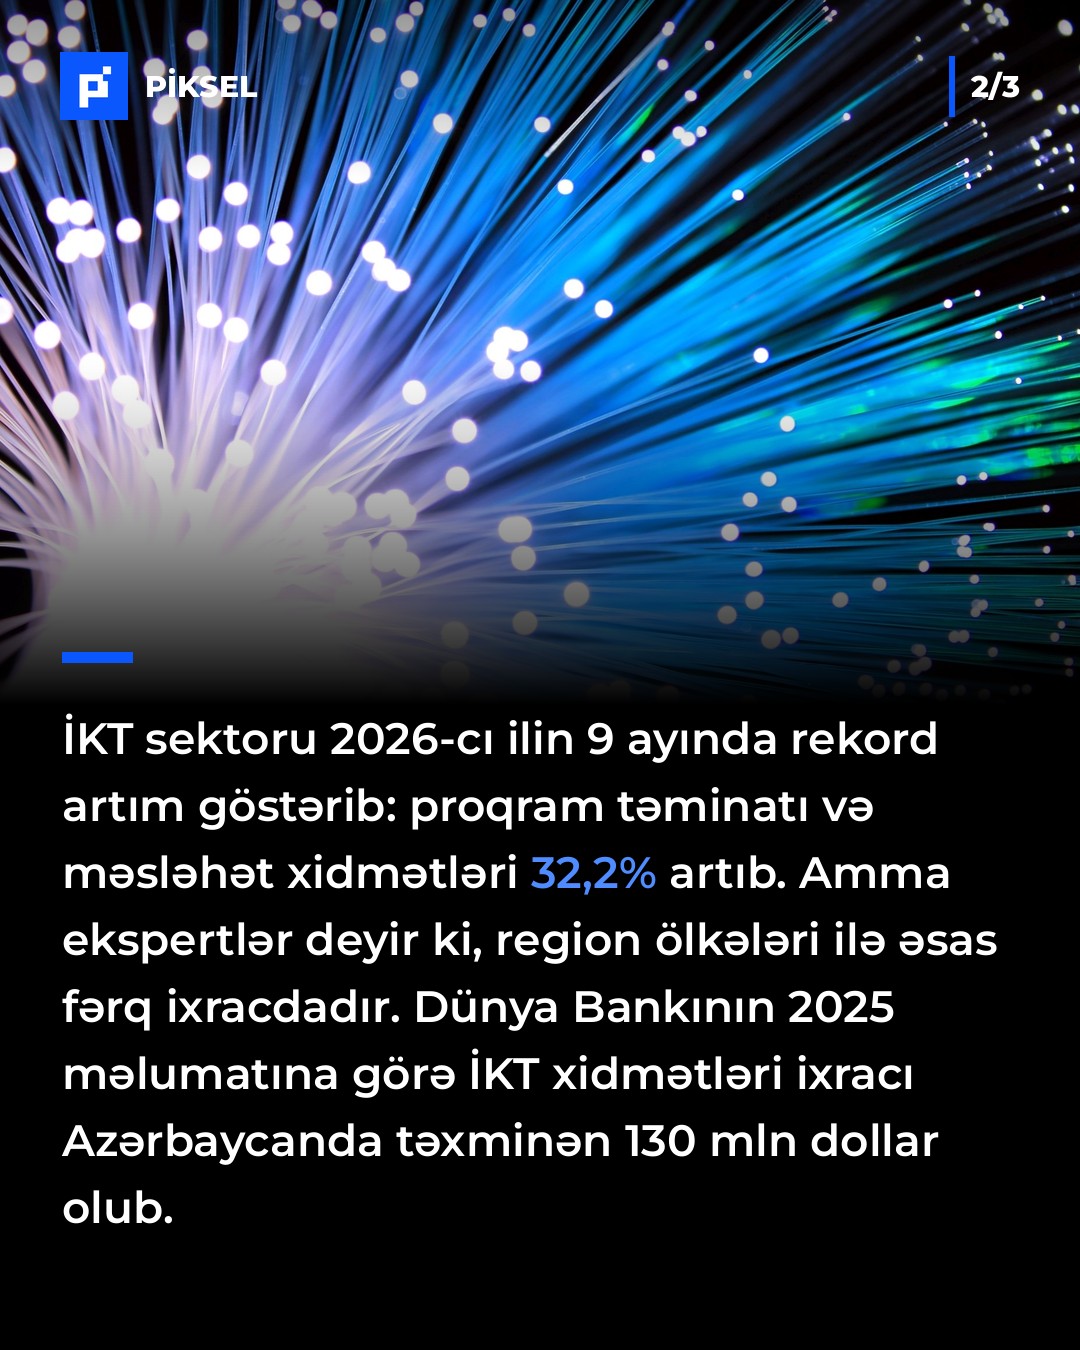 PİKSEL
2/3
İKT sektoru 2026-cı ilin 9 ayında rekord
artım göstərib: proqram təminatı və
məsləhət xidmətləri 32,2% artıb. Amma
ekspertlər deyir ki, region ölkələri ilə əsas
fərq ixracdadır. Dünya Bankının 2025
məlumatına görə İKT xidmətləri ixracı
Azərbaycanda təxminən 130 mln dollar
olub.